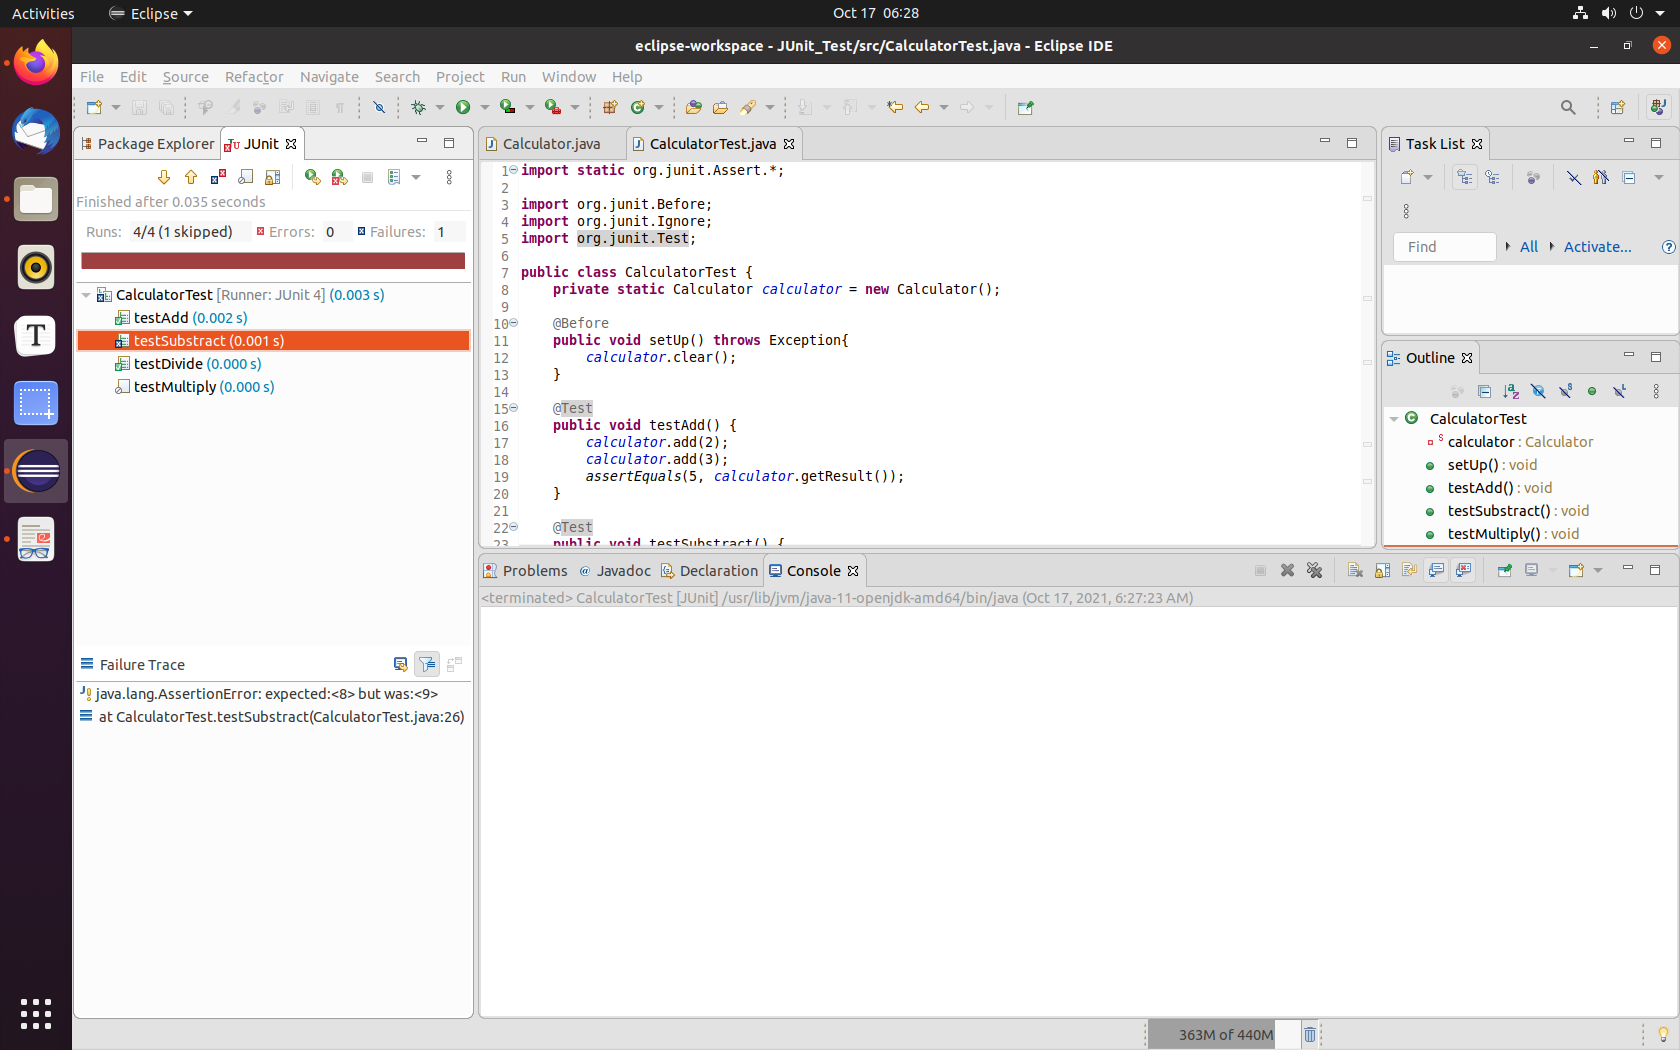 Activities
Eclipse
Oct 17 06:28
eclipse-workspace - JUnit_Test/src/CalculatorTest.java - Eclipse IDE
File Edit Source Refactor Navigate Search Project Run Window Help
Package Explorer
JUnit
Finished after 0.035 seconds
Runs: 4/4 (1 skipped) Errors: 0 Failures: 1
CalculatorTest [Runner: JUnit 4] (0.003 s)
testAdd (0.002 s)
testSubstract (0.001 s)
testDivide (0.000 s)
testMultiply (0.000 s)
Failure Trace
java.lang.AssertionError: expected:<8> but was:<9>
at CalculatorTest.testSubstract(CalculatorTest.java:26)
Calculator.java
CalculatorTest.java
1 import static org.junit.Assert.*;
2
3 import org.junit.Before;
4 import org.junit.Ignore;
5 import org.junit.Test;
6
7 public class CalculatorTest {
8 private static Calculator calculator = new Calculator();
9
10 @Before
11 public void setUp() throws Exception{
12 calculator.clear();
13 }
14
15 @Test
16 public void testAdd() {
17 calculator.add(2);
18 calculator.add(3);
19 assertEquals(5, calculator.getResult());
20 }
21
22 @Test
23 public void testSubstract() {
Task List
Find
All
Activate...
Outline
CalculatorTest
calculator : Calculator
setUp() : void
testAdd() : void
testSubstract() : void
testMultiply() : void
Problems
Javadoc
Declaration
Console
<terminated> CalculatorTest [JUnit] /usr/lib/jvm/java-11-openjdk-amd64/bin/java (Oct 17, 2021, 6:27:23 AM)
363M of 440M